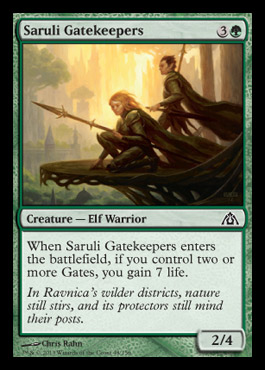 Saruli Gatekeepers 3
Creature — Elf Warrior
When Saruli Gatekeepers enters
the battlefield, if you control two
or more Gates, you gain 7 life.
In Ravnica's wilder districts, nature
still stirs, and its protectors still mind
their posts.
2/4
Chris Rahn